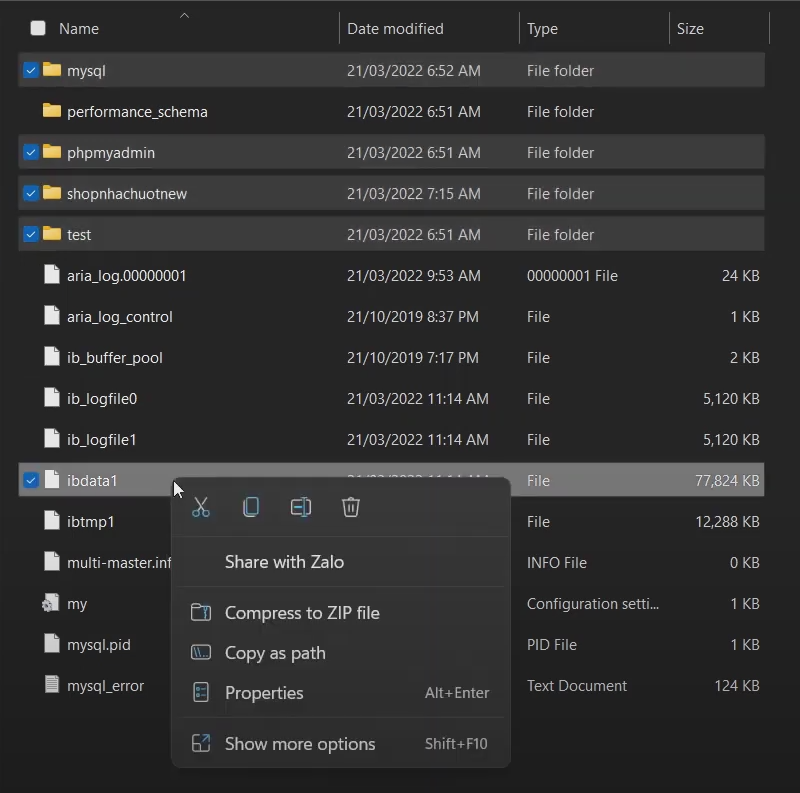 Name Date modified Type Size
mysql 21/03/2022 6:52 AM File folder
performance_schema 21/03/2022 6:51 AM File folder
phpmyadmin 21/03/2022 6:51 AM File folder
shopnhachuotnew 21/03/2022 7:15 AM File folder
test 21/03/2022 6:51 AM File folder
aria_log.00000001 21/03/2022 9:53 AM 00000001 File 24 KB
aria_log_control 21/10/2019 8:37 PM File 1 KB
ib_buffer_pool 21/10/2019 7:17 PM File 2 KB
ib_logfile0 21/03/2022 11:14 AM File 5,120 KB
ib_logfile1 21/03/2022 11:14 AM File 5,120 KB
ibdata1 File 77,824 KB
ibtmp1 File 12,288 KB
multi-master.inf INFO File 0 KB
my Configuration setti... 1 KB
mysql.pid PID File 1 KB
mysql_error Text Document 124 KB
Share with Zalo
Compress to ZIP file
Copy as path
Properties Alt+Enter
Show more options Shift+F10